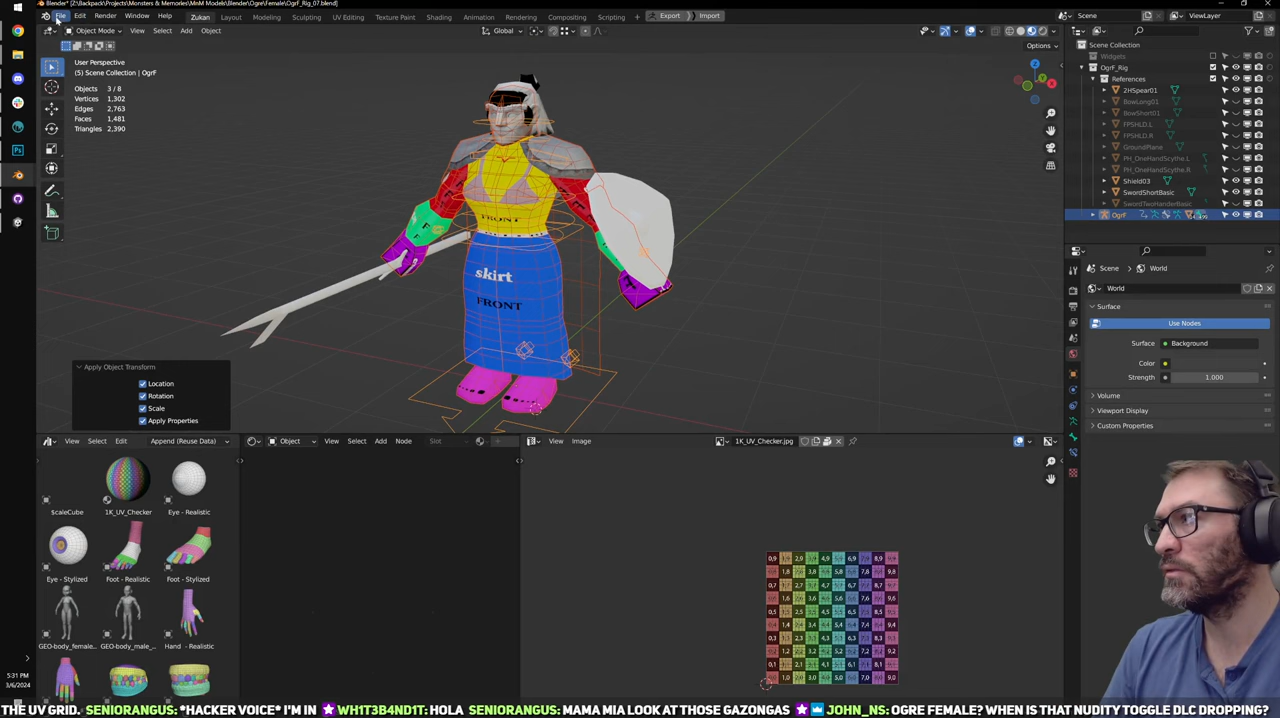 Blender* [Z:\Backpack\Projects\Monsters & Memories\MnM Models\Blender\Ogre\Female\OgrF_Rig_07.blend]
File Edit Render Window Help Zukan Layout Modeling Sculpting UV Editing Texture Paint Shading Animation Rendering Compositing Scripting + Export Import Scene ViewLayer
Object Mode View Select Add Object Global Options
User Perspective
(5) Scene Collection | OgrF
Objects 3 / 8
Vertices 1,302
Edges 2,763
Faces 1,481
Triangles 2,390
FRONT
skirt
FRONT
Apply Object Transform
Location
Rotation
Scale
Apply Properties
Scene Collection
Widgets
OgrF_Rig
References
2HSpear01
BowLong01
BowShort01
FPSHLD.L
FPSHLD.R
GroundPlane
PH_OneHandScythe.L
PH_OneHandScythe.R
Shield03
SwordShortBasic
SwordTwoHanderBasic
OgrF
Scene World
World
Surface
Use Nodes
Surface Background
Color
Strength 1.000
Volume
Viewport Display
Custom Properties
View Select Edit Append (Reuse Data) Object View Select Add Node Slot View Image 1K_UV_Checker.jpg
ScaleCube 1K_UV_Checker Eye - Realistic
Eye - Stylized Foot - Realistic Foot - Stylized
GEO-body_female... GEO-body_male_... Hand - Realistic
5:31 PM
3/6/2024
THE UV GRID. SENIORANGUS: *HACKER VOICE* I'M IN WH1T3B4ND1T: HOLA SENIORANGUS: MAMA MIA LOOK AT THOSE GAZONGAS JOHN_NS: OGRE FEMALE? WHEN IS THAT NUDITY TOGGLE DLC DROPPING?